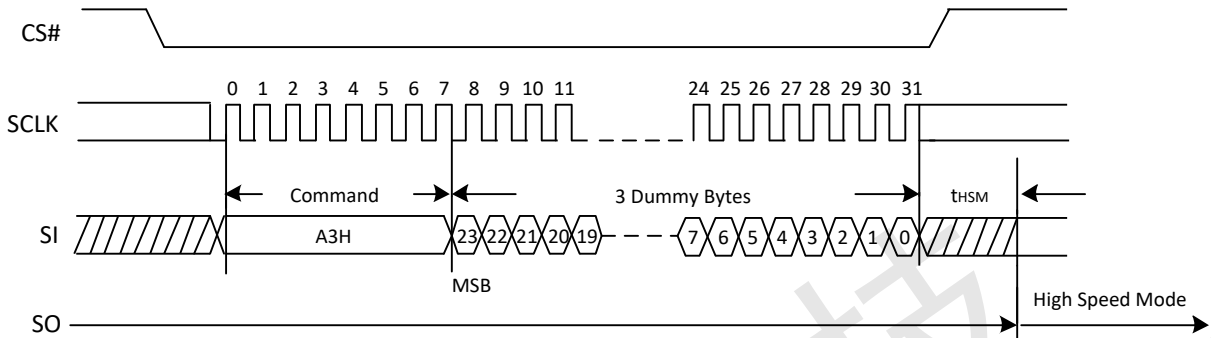 CS#
0 1 2 3 4 5 6 7 8 9 10 11 24 25 26 27 28 29 30 31
SCLK
Command 3 Dummy Bytes tHSM
SI A3H 23 22 21 20 19 7 6 5 4 3 2 1 0
MSB
High Speed Mode
SO
技